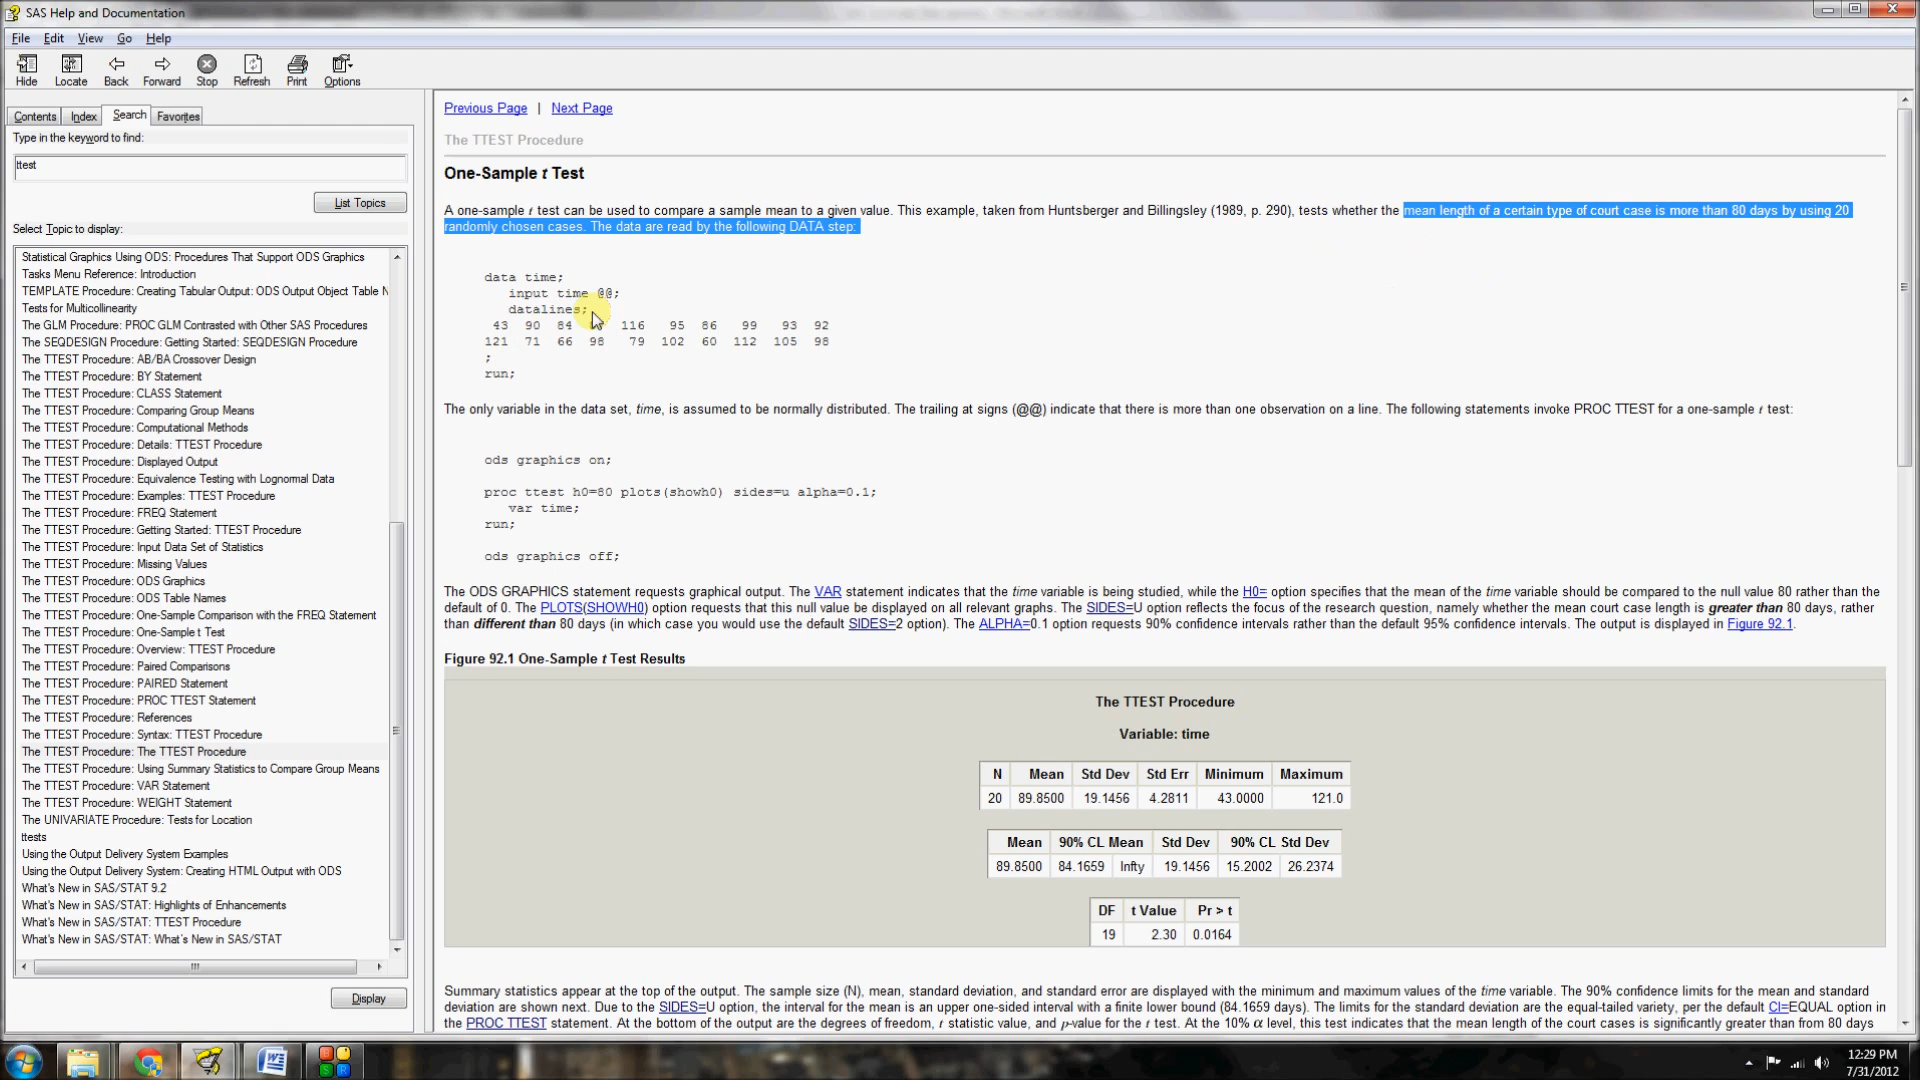 SAS Help and Documentation
File Edit View Go Help
Hide Locate Back Forward Stop Refresh Print Options
Contents Index Search Favorites
Type in the keyword to find:
ttest
List Topics
Select Topic to display:
Statistical Graphics Using ODS: Procedures That Support ODS Graphics
Tasks Menu Reference: Introduction
TEMPLATE Procedure: Creating Tabular Output: ODS Output Object Table N
Tests for Multicollinearity
The GLM Procedure: PROC GLM Contrasted with Other SAS Procedures
The SEQDESIGN Procedure: Getting Started: SEQDESIGN Procedure
The TTEST Procedure: AB/BA Crossover Design
The TTEST Procedure: BY Statement
The TTEST Procedure: CLASS Statement
The TTEST Procedure: Comparing Group Means
The TTEST Procedure: Computational Methods
The TTEST Procedure: Details: TTEST Procedure
The TTEST Procedure: Displayed Output
The TTEST Procedure: Equivalence Testing with Lognormal Data
The TTEST Procedure: Examples: TTEST Procedure
The TTEST Procedure: FREQ Statement
The TTEST Procedure: Getting Started: TTEST Procedure
The TTEST Procedure: Input Data Set of Statistics
The TTEST Procedure: Missing Values
The TTEST Procedure: ODS Graphics
The TTEST Procedure: ODS Table Names
The TTEST Procedure: One-Sample Comparison with the FREQ Statement
The TTEST Procedure: One-Sample t Test
The TTEST Procedure: Overview: TTEST Procedure
The TTEST Procedure: Paired Comparisons
The TTEST Procedure: PAIRED Statement
The TTEST Procedure: PROC TTEST Statement
The TTEST Procedure: References
The TTEST Procedure: Syntax: TTEST Procedure
The TTEST Procedure: The TTEST Procedure
The TTEST Procedure: Using Summary Statistics to Compare Group Means
The TTEST Procedure: VAR Statement
The TTEST Procedure: WEIGHT Statement
The UNIVARIATE Procedure: Tests for Location
ttests
Using the Output Delivery System Examples
Using the Output Delivery System: Creating HTML Output with ODS
What's New in SAS/STAT 9.2
What's New in SAS/STAT: Highlights of Enhancements
What's New in SAS/STAT: TTEST Procedure
What's New in SAS/STAT: What's New in SAS/STAT
Display
Previous Page | Next Page
The TTEST Procedure
One-Sample t Test
A one-sample t test can be used to compare a sample mean to a given value. This example, taken from Huntsberger and Billingsley (1989, p. 290), tests whether the mean length of a certain type of court case is more than 80 days by using 20
randomly chosen cases. The data are read by the following DATA step:
data time;
input time @@;
datalines;
43 90 84 116 95 86 99 93 92
121 71 66 98 79 102 60 112 105 98
;
run;
The only variable in the data set, time, is assumed to be normally distributed. The trailing at signs (@@) indicate that there is more than one observation on a line. The following statements invoke PROC TTEST for a one-sample t test:
ods graphics on;
proc ttest h0=80 plots(showh0) sides=u alpha=0.1;
var time;
run;
ods graphics off;
The ODS GRAPHICS statement requests graphical output. The VAR statement indicates that the time variable is being studied, while the H0= option specifies that the mean of the time variable should be compared to the null value 80 rather than the
default of 0. The PLOTS(SHOWH0) option requests that this null value be displayed on all relevant graphs. The SIDES=U option reflects the focus of the research question, namely whether the mean court case length is greater than 80 days, rather
than different than 80 days (in which case you would use the default SIDES=2 option). The ALPHA=0.1 option requests 90% confidence intervals rather than the default 95% confidence intervals. The output is displayed in Figure 92.1.
Figure 92.1 One-Sample t Test Results
The TTEST Procedure
Variable: time
N Mean Std Dev Std Err Minimum Maximum
20 89.8500 19.1456 4.2811 43.0000 121.0
Mean 90% CL Mean Std Dev 90% CL Std Dev
89.8500 84.1659 Infty 19.1456 15.2002 26.2374
DF t Value Pr > t
19 2.30 0.0164
Summary statistics appear at the top of the output. The sample size (N), mean, standard deviation, and standard error are displayed with the minimum and maximum values of the time variable. The 90% confidence limits for the mean and standard
deviation are shown next. Due to the SIDES=U option, the interval for the mean is an upper one-sided interval with a finite lower bound (84.1659 days). The limits for the standard deviation are the equal-tailed variety, per the default CI=EQUAL option in
the PROC TTEST statement. At the bottom of the output are the degrees of freedom, t statistic value, and p-value for the t test. At the 10% α level, this test indicates that the mean length of the court cases is significantly greater than from 80 days
12:29 PM
7/31/2012